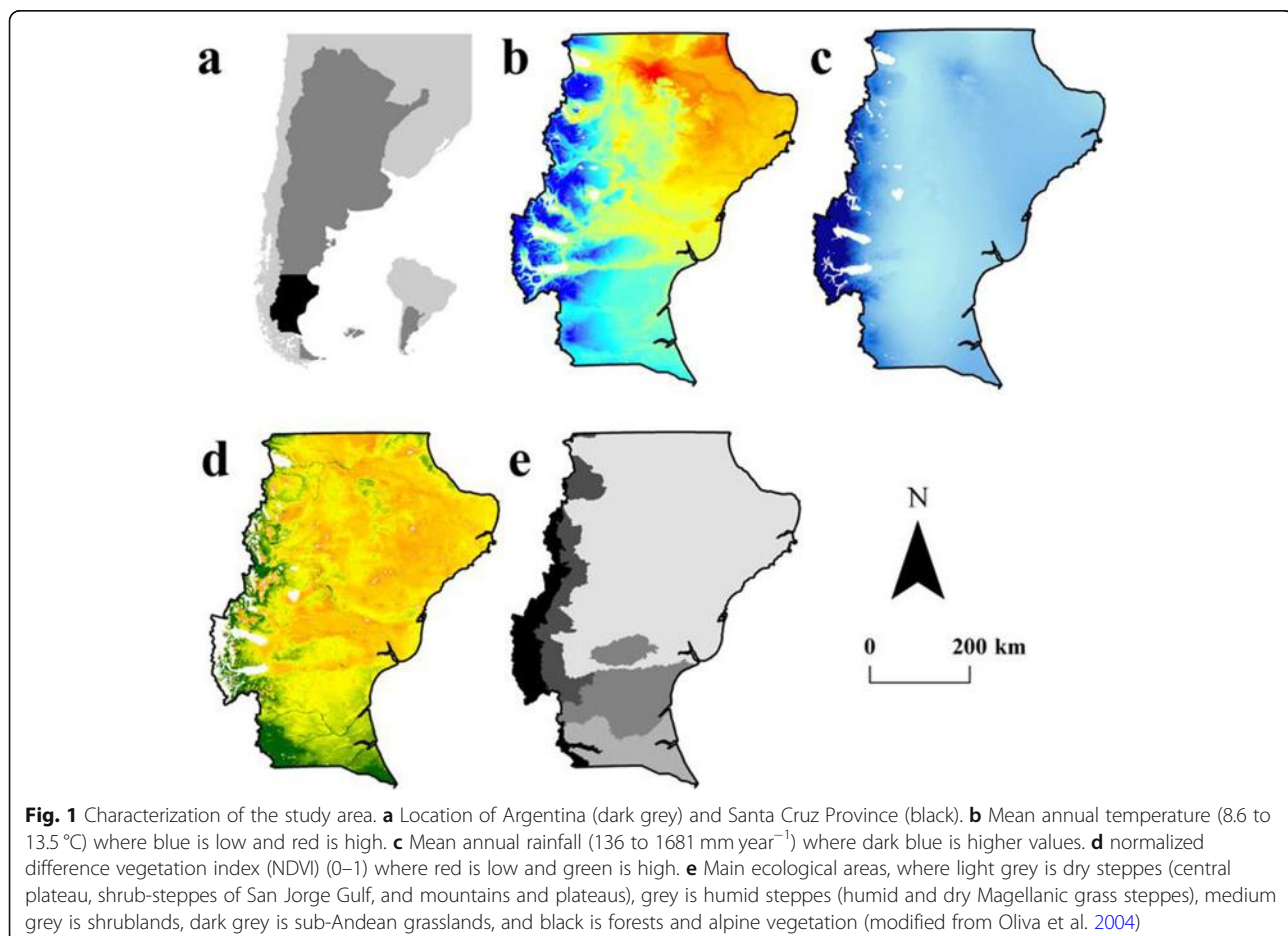 a
b
c
d
e
N
0 200 km
Fig. 1 Characterization of the study area. a Location of Argentina (dark grey) and Santa Cruz Province (black). b Mean annual temperature (8.6 to
13.5 °C) where blue is low and red is high. c Mean annual rainfall (136 to 1681 mm year−1) where dark blue is higher values. d normalized
difference vegetation index (NDVI) (0–1) where red is low and green is high. e Main ecological areas, where light grey is dry steppes (central
plateau, shrub-steppes of San Jorge Gulf, and mountains and plateaus), grey is humid steppes (humid and dry Magellanic grass steppes), medium
grey is shrublands, dark grey is sub-Andean grasslands, and black is forests and alpine vegetation (modified from Oliva et al. 2004)